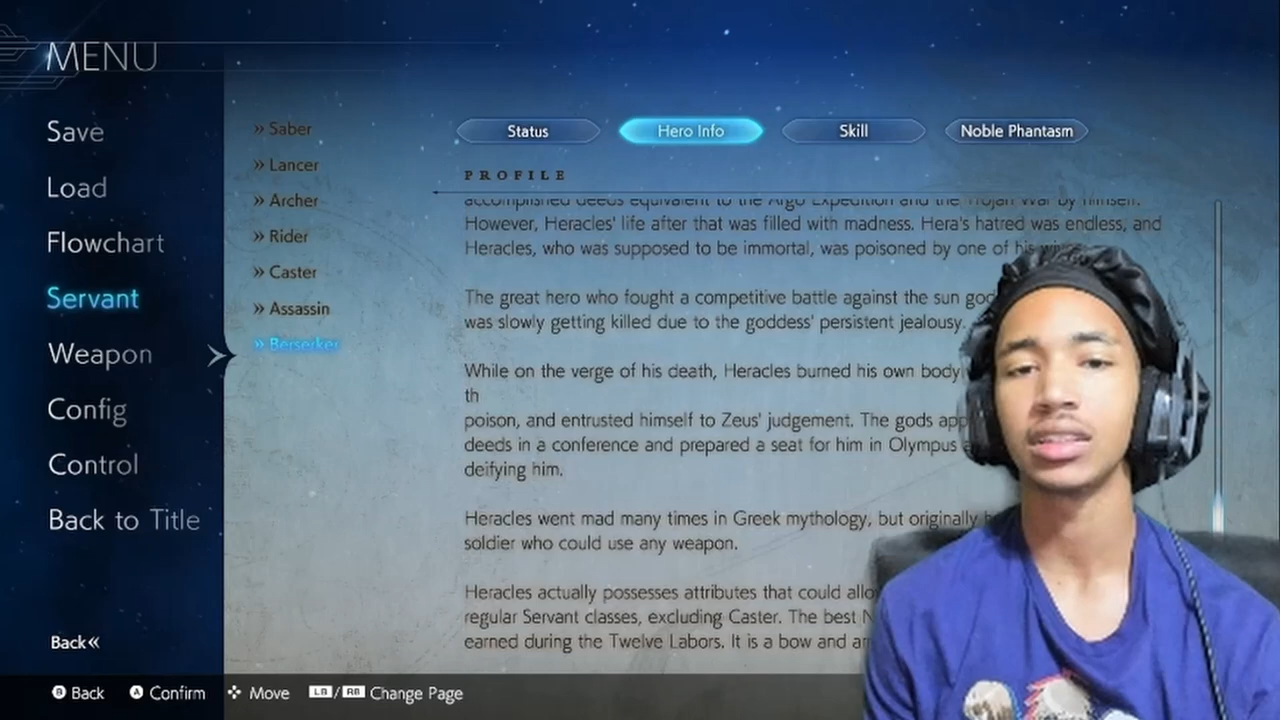 MENU
Save
Load
Flowchart
Servant
Weapon
Config
Control
Back to Title
Back
» Saber
» Lancer
» Archer
» Rider
» Caster
» Assassin
» Berserker
Status
Hero Info
Skill
Noble Phantasm
PROFILE
accomplished deeds equivalent to the Argo Expedition and the Trojan War by himself.
However, Heracles' life after that was filled with madness. Hera's hatred was endless, and
Heracles, who was supposed to be immortal, was poisoned by one of his
The great hero who fought a competitive battle against the sun god
was slowly getting killed due to the goddess' persistent jealousy.
While on the verge of his death, Heracles burned his own body
th
poison, and entrusted himself to Zeus' judgement. The gods app
deeds in a conference and prepared a seat for him in Olympus
deifying him.
Heracles went mad many times in Greek mythology, but originally
soldier who could use any weapon.
Heracles actually possesses attributes that could allo
regular Servant classes, excluding Caster. The best
earned during the Twelve Labors. It is a bow and
B Back A Confirm Move LB/RB Change Page